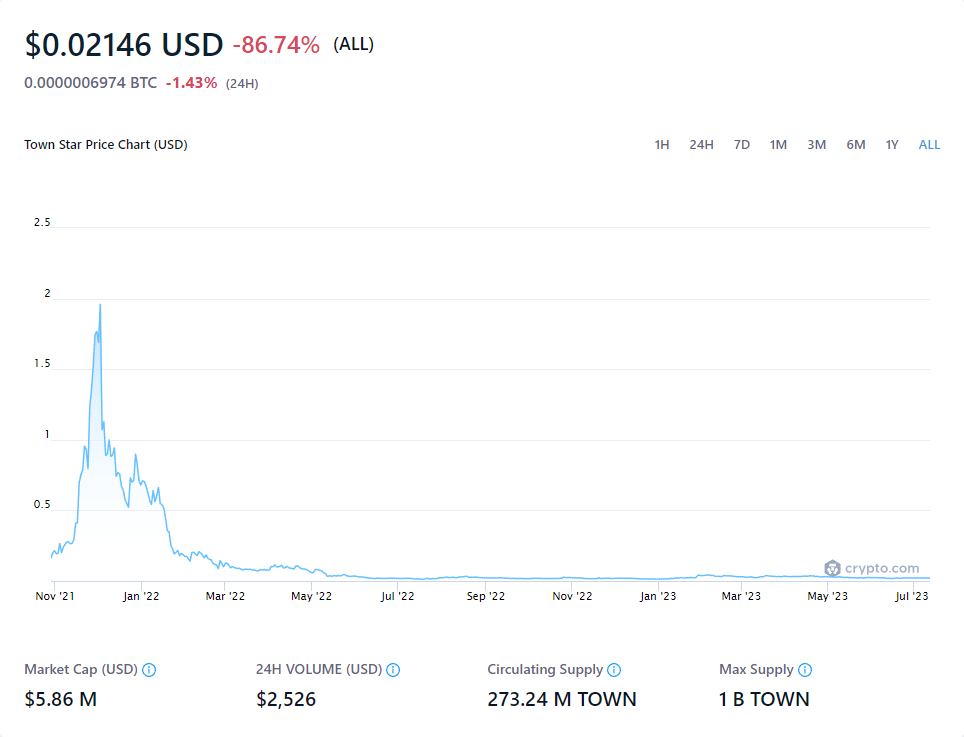 $0.02146 USD -86.74% (ALL)
0.0000006974 BTC -1.43% (24H)
Town Star Price Chart (USD) 1H 24H 7D 1M 3M 6M 1Y ALL
2.5
2
1.5
1
0.5
crypto.com
Nov '21 Jan '22 Mar '22 May '22 Jul '22 Sep '22 Nov '22 Jan '23 Mar '23 May '23 Jul '23
Market Cap (USD) 24H VOLUME (USD) Circulating Supply Max Supply
$5.86 M $2,526 273.24 M TOWN 1 B TOWN